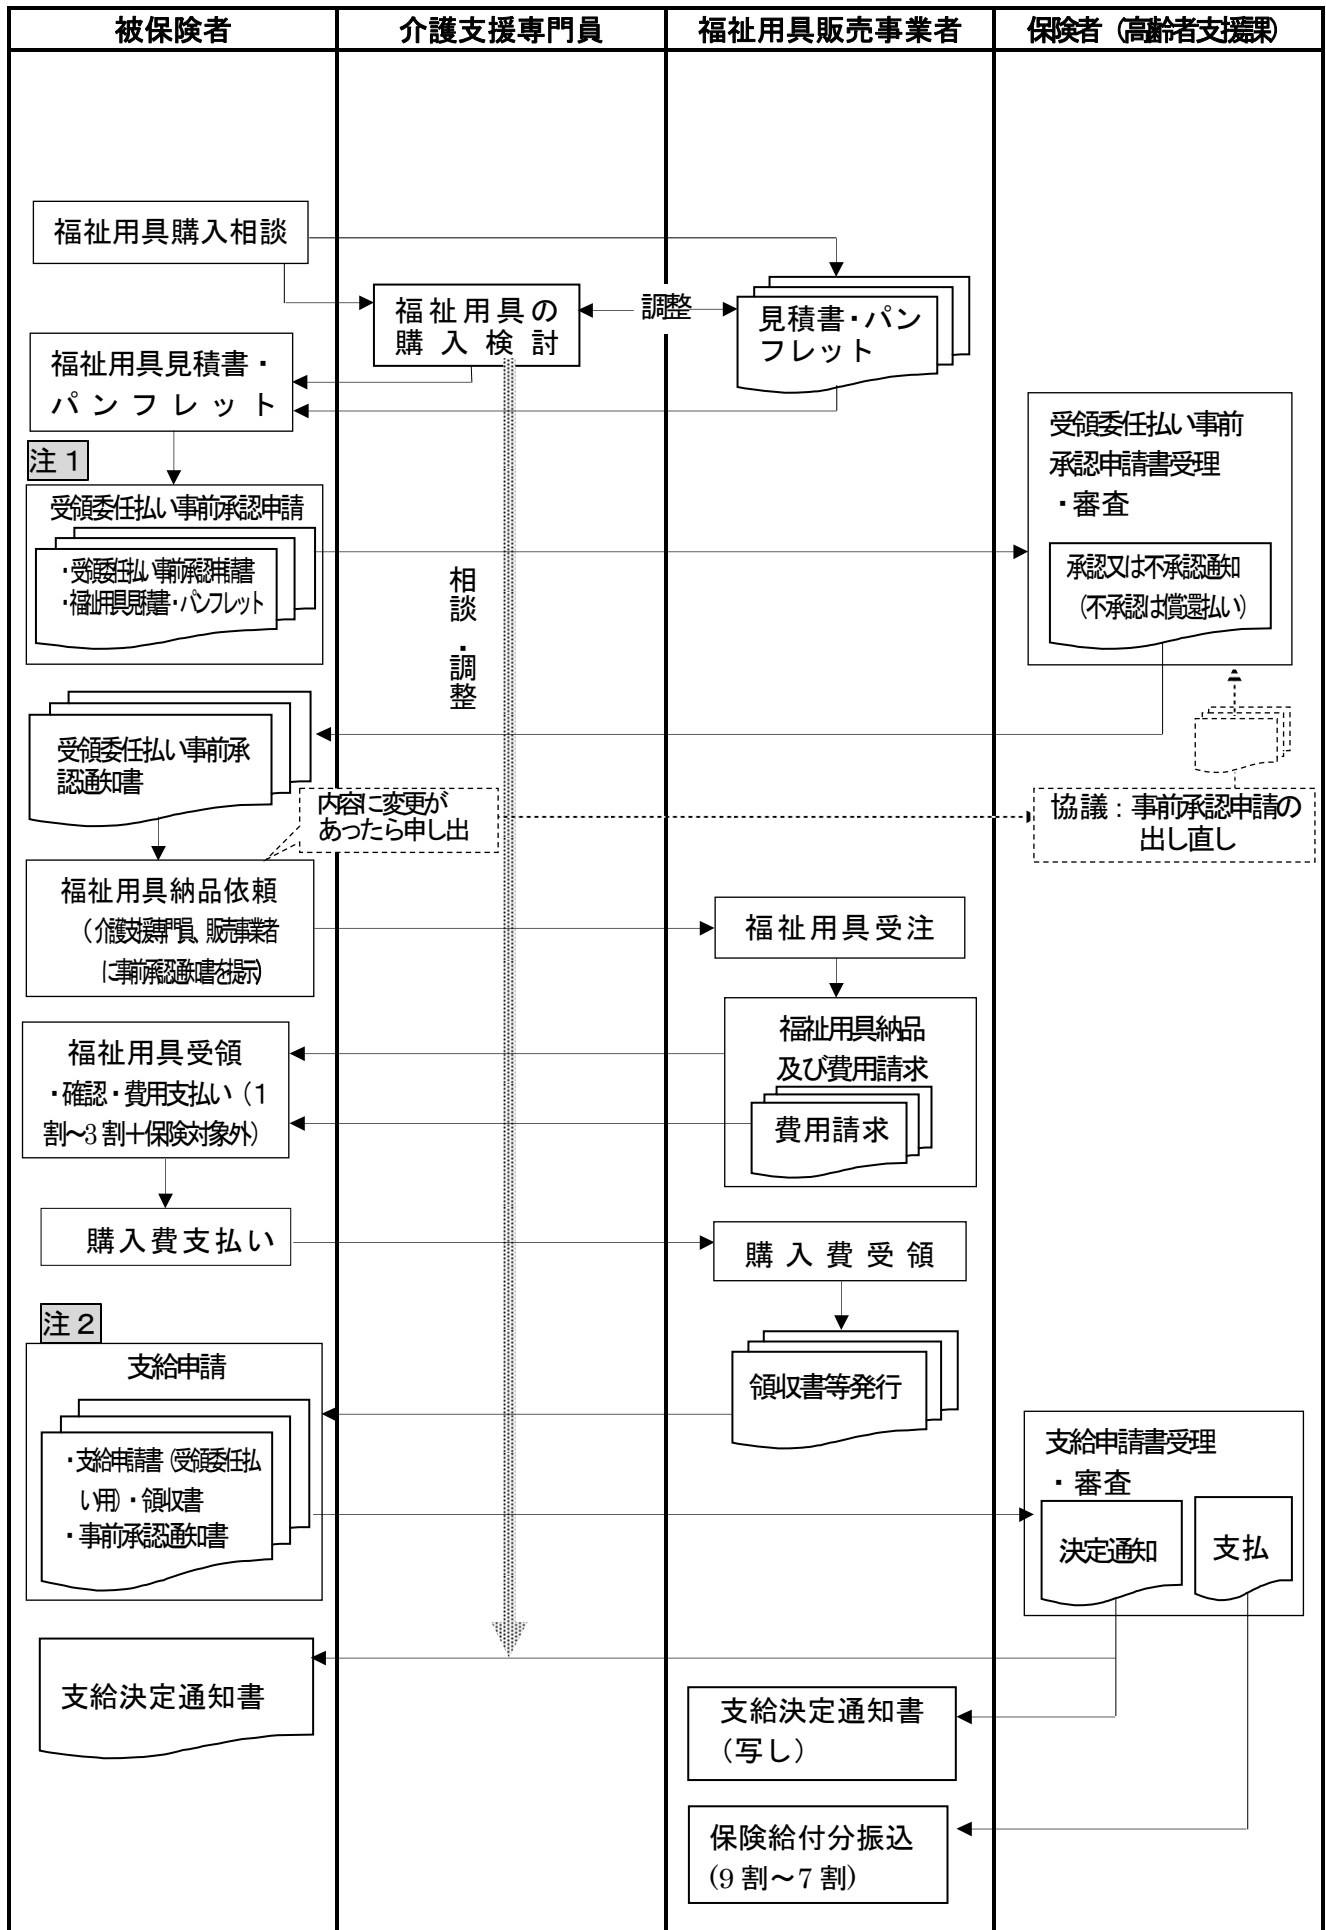 被保険者
介護支援専門員
福祉用具販売事業者
保険者（高齢者支援課）
福祉用具購入相談
福祉用具の
購入検討
調整
見積書・パン
フレット
福祉用具見積書・
パンフレット
注１
受領委任払い事前承認申請
・受領委任払い事前承認申請書
・福祉用具見積書・パンフレット
受領委任払い事前
承認申請書受理
・審査
承認又は不承認通知
（不承認は償還払い）
相談・調整
受領委任払い事前承
認通知書
内容に変更が
あったら申し出
協議：事前承認申請の
出し直し
福祉用具納品依頼
（介護支援専門員、販売事業者
に事前承認通知書を提示）
福祉用具受注
福祉用具納品
及び費用請求
費用請求
福祉用具受領
・確認・費用支払い（1
割～3割＋保険対象外）
購入費支払い
購入費受領
注２
支給申請
・支給申請書（受領委任払
い用）・領収書
・事前承認通知書
領収書等発行
支給申請書受理
・審査
決定通知
支払
支給決定通知書
支給決定通知書
（写し）
保険給付分振込
(9割～7割)